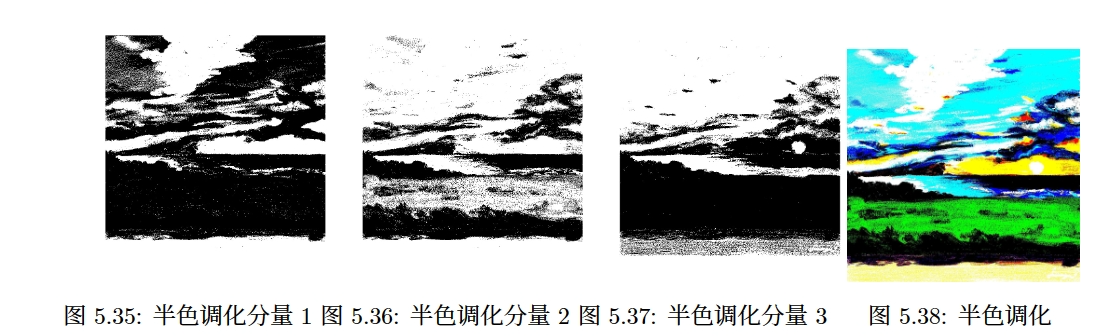 图 5.35: 半色调化分量 1 图 5.36: 半色调化分量 2 图 5.37: 半色调化分量 3 图 5.38: 半色调化